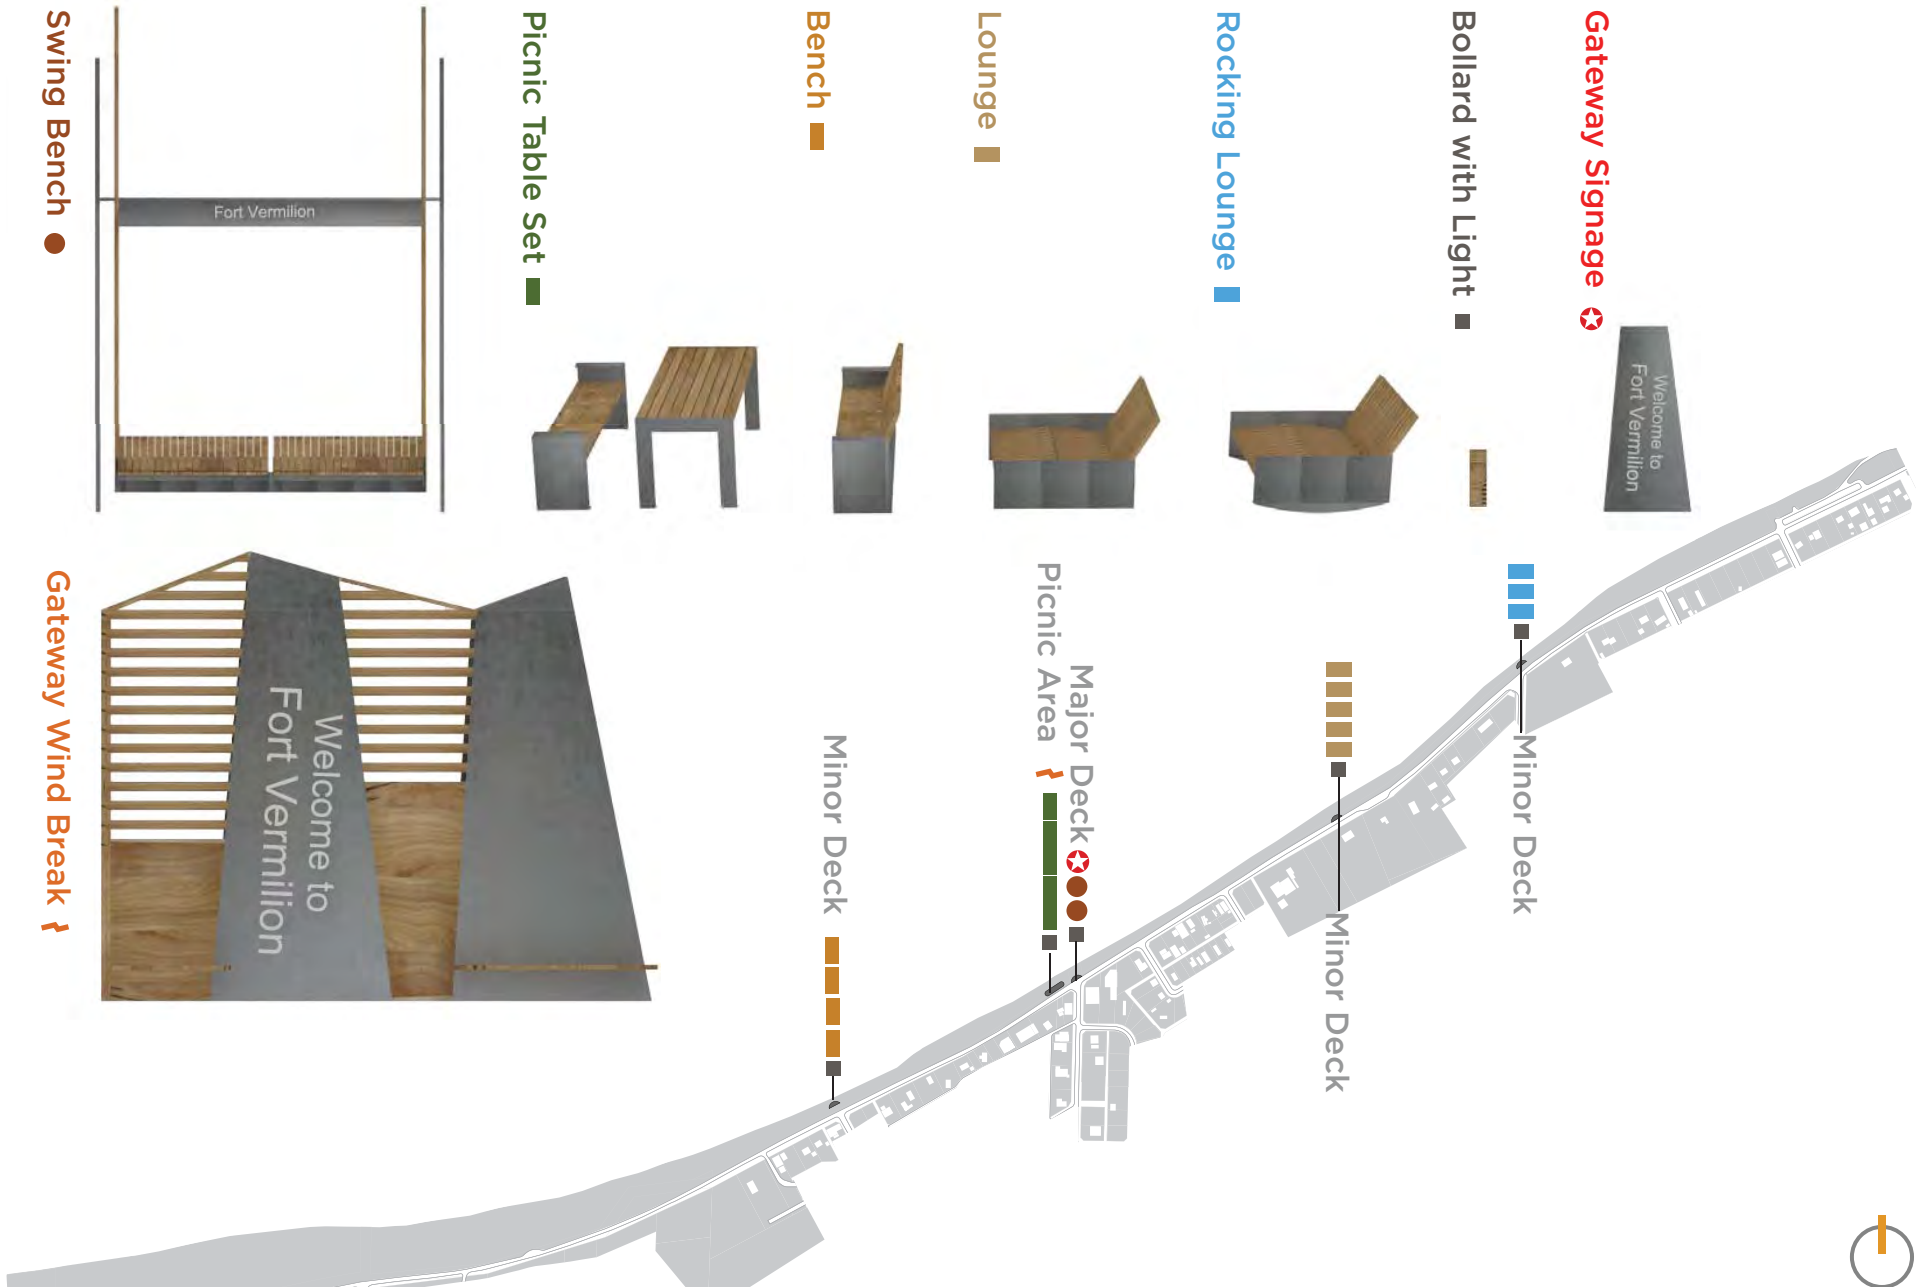 Swing Bench
Picnic Table Set
Bench
Lounge
Rocking Lounge
Bollard with Light
Gateway Signage
Fort Vermilion
Welcome to
Fort Vermilion
Gateway Wind Break
Welcome to
Fort Vermilion
Minor Deck
Picnic Area
Major Deck
Minor Deck
Minor Deck